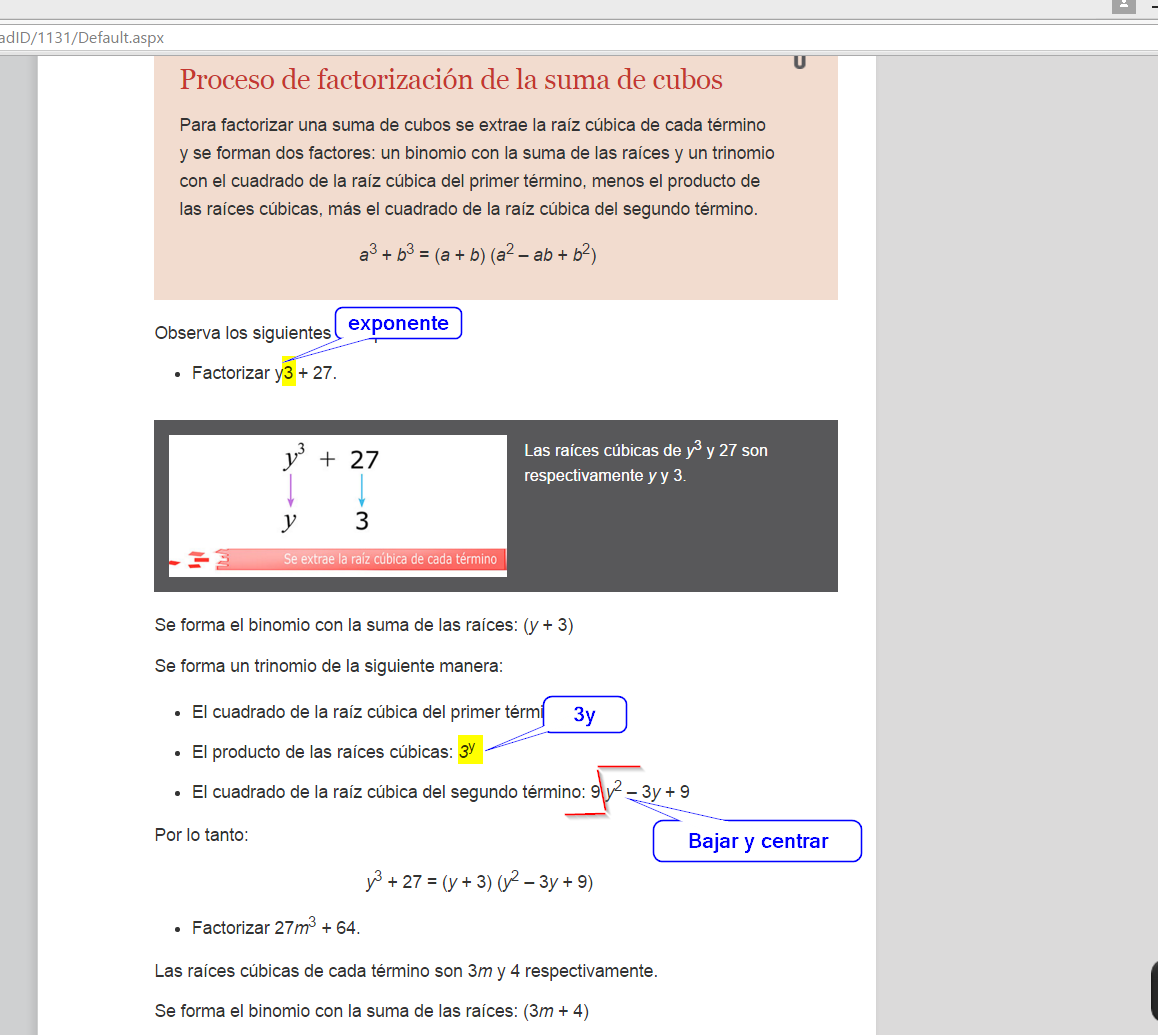 adID/1131/Default.aspx
Proceso de factorización de la suma de cubos
Para factorizar una suma de cubos se extrae la raíz cúbica de cada término
y se forman dos factores: un binomio con la suma de las raíces y un trinomio
con el cuadrado de la raíz cúbica del primer término, menos el producto de
las raíces cúbicas, más el cuadrado de la raíz cúbica del segundo término.
a³ + b³ = (a + b) (a² – ab + b²)
Observa los siguientes
exponente
• Factorizar y3 + 27.
y³ + 27
y 3
Se extrae la raíz cúbica de cada término
Las raíces cúbicas de y³ y 27 son
respectivamente y y 3.
Se forma el binomio con la suma de las raíces: (y + 3)
Se forma un trinomio de la siguiente manera:
• El cuadrado de la raíz cúbica del primer térmi
3y
• El producto de las raíces cúbicas: 3ʸ
• El cuadrado de la raíz cúbica del segundo término: 9 y² – 3y + 9
Bajar y centrar
Por lo tanto:
y³ + 27 = (y + 3) (y² – 3y + 9)
• Factorizar 27m³ + 64.
Las raíces cúbicas de cada término son 3m y 4 respectivamente.
Se forma el binomio con la suma de las raíces: (3m + 4)